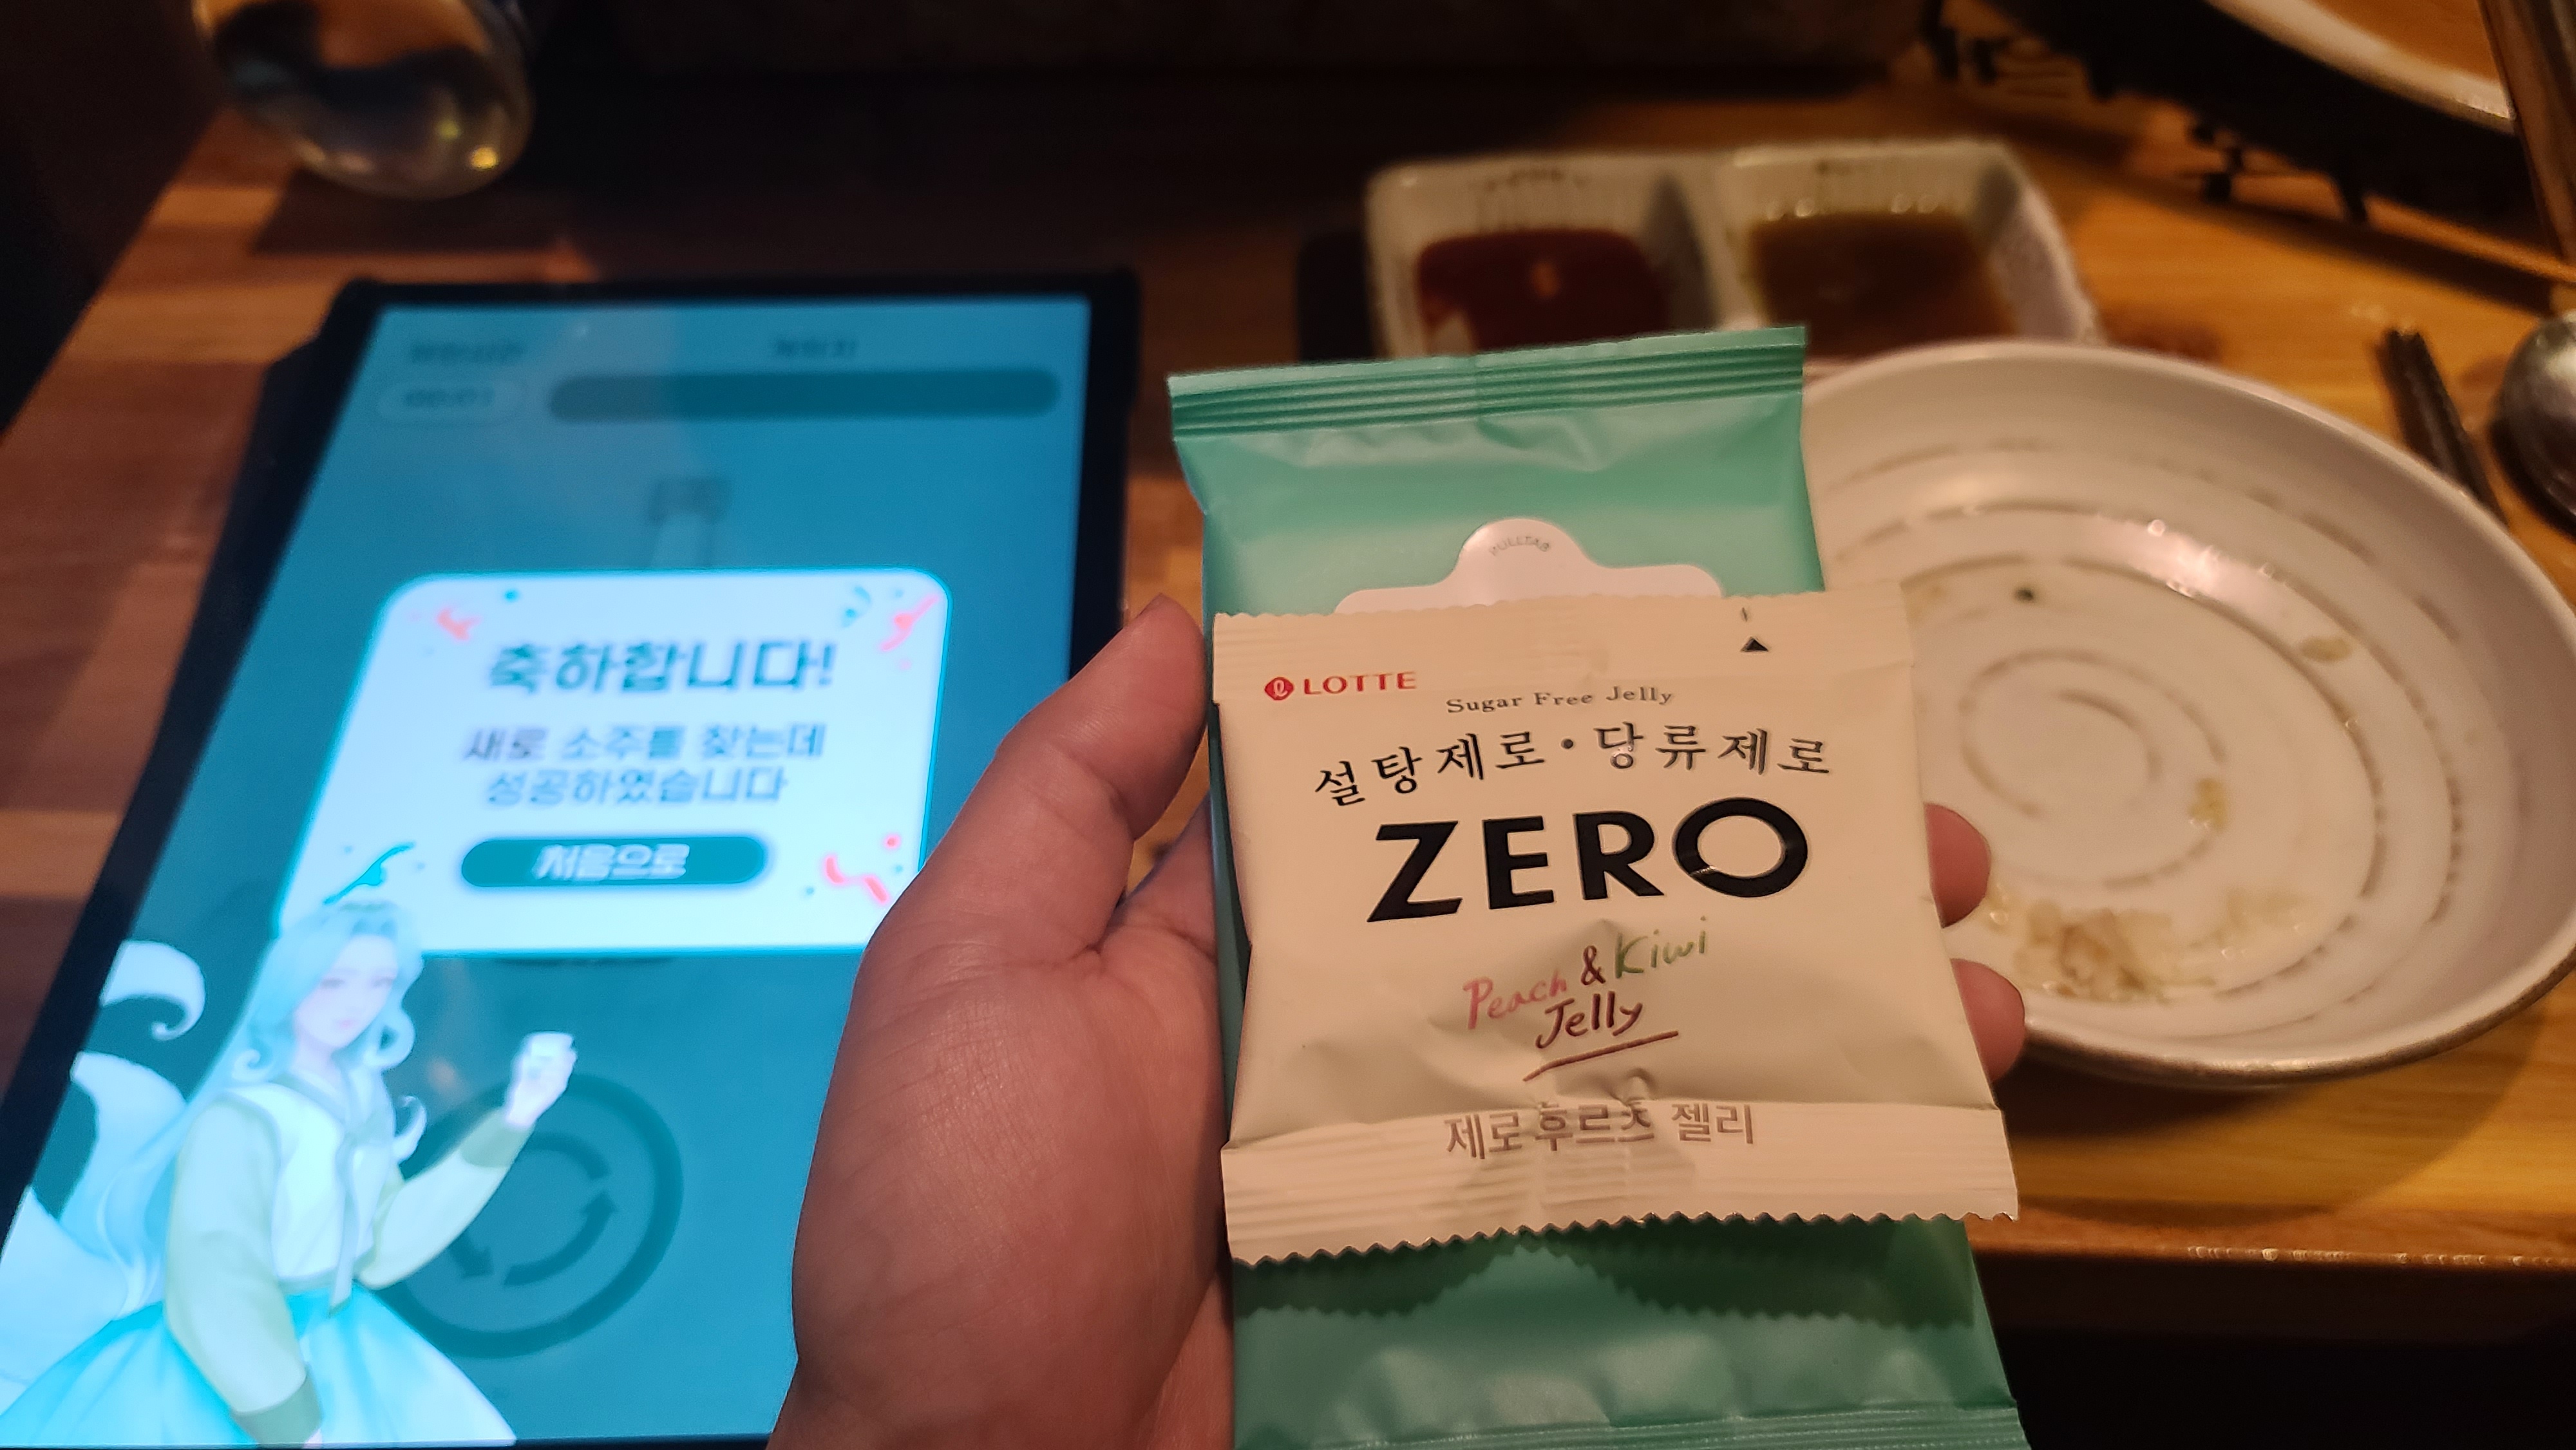 축하합니다!
새로 소주를 찾는데
성공하였습니다
처음으로
PULL TAB
LOTTE
Sugar Free Jelly
설탕제로·당류제로
ZERO
Peach & Kiwi
Jelly
제로 후르츠 젤리